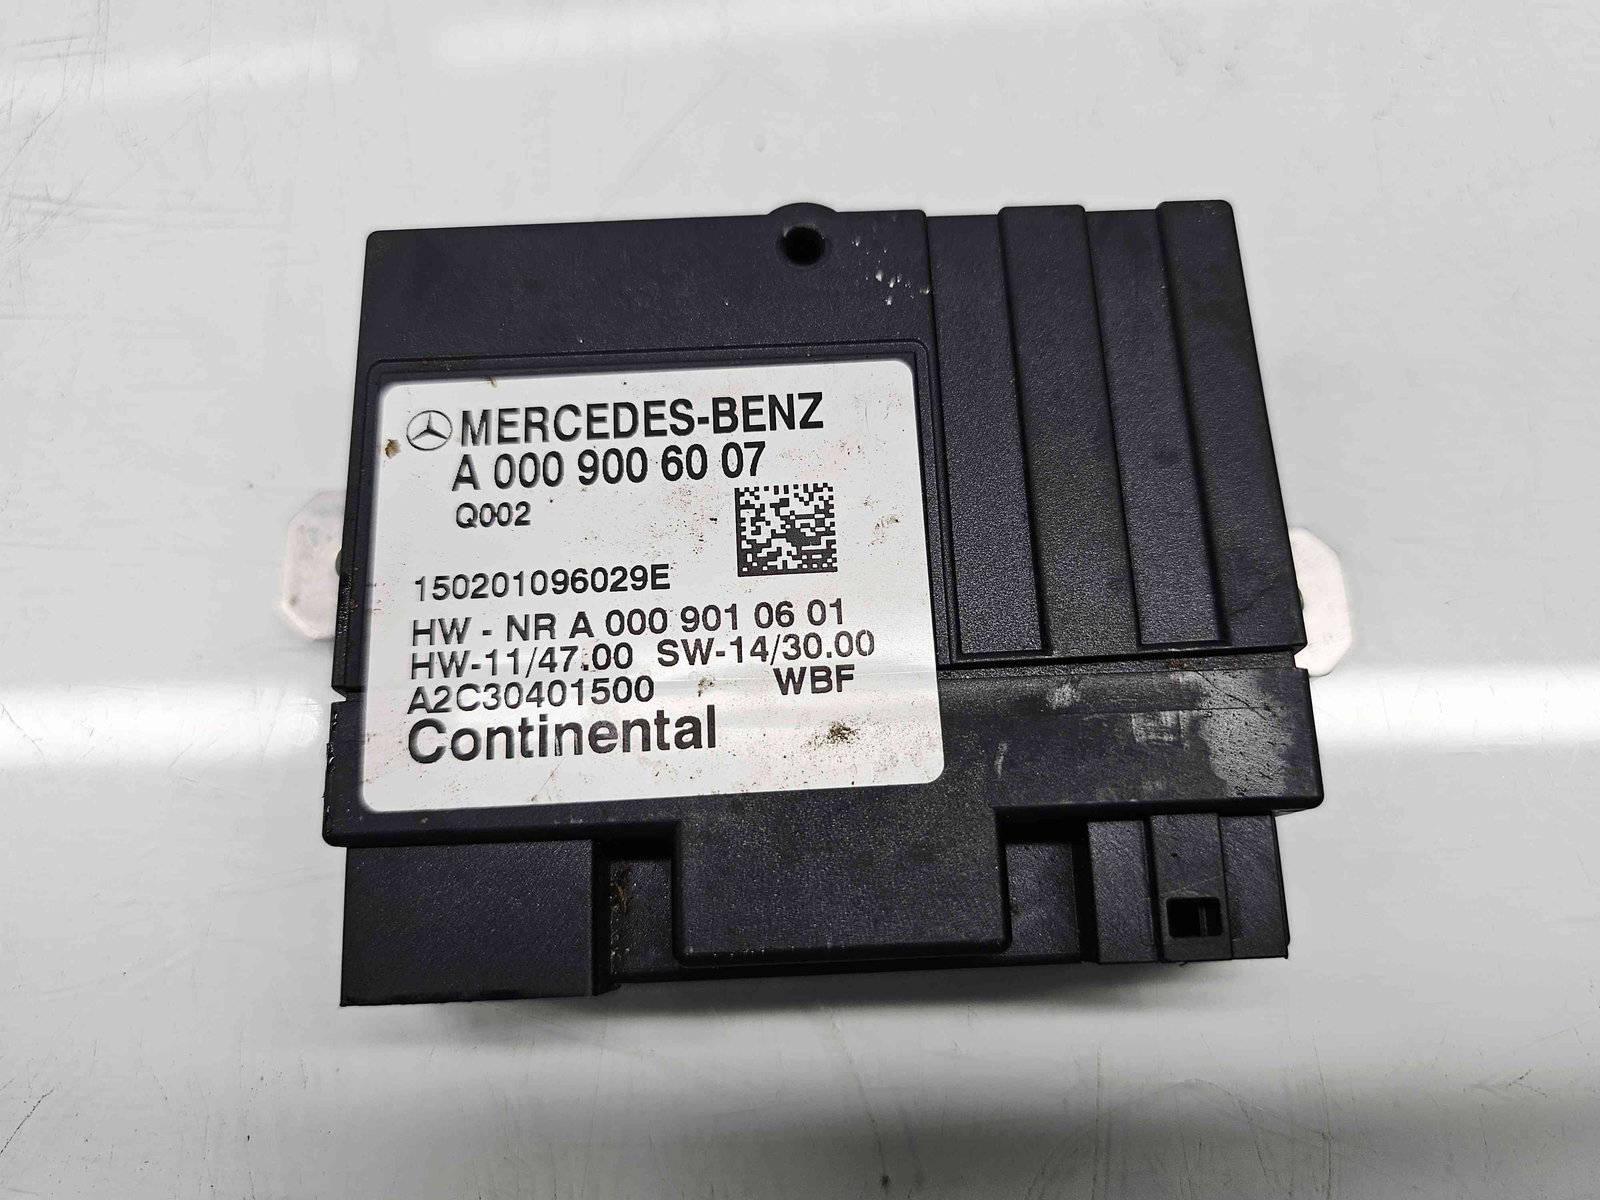 MERCEDES-BENZ
A 000 900 60 07
Q002
150201096029E
HW - NR A 000 901 06 01
HW-11/47.00 SW-14/30.00
A2C30401500 WBF
Continental